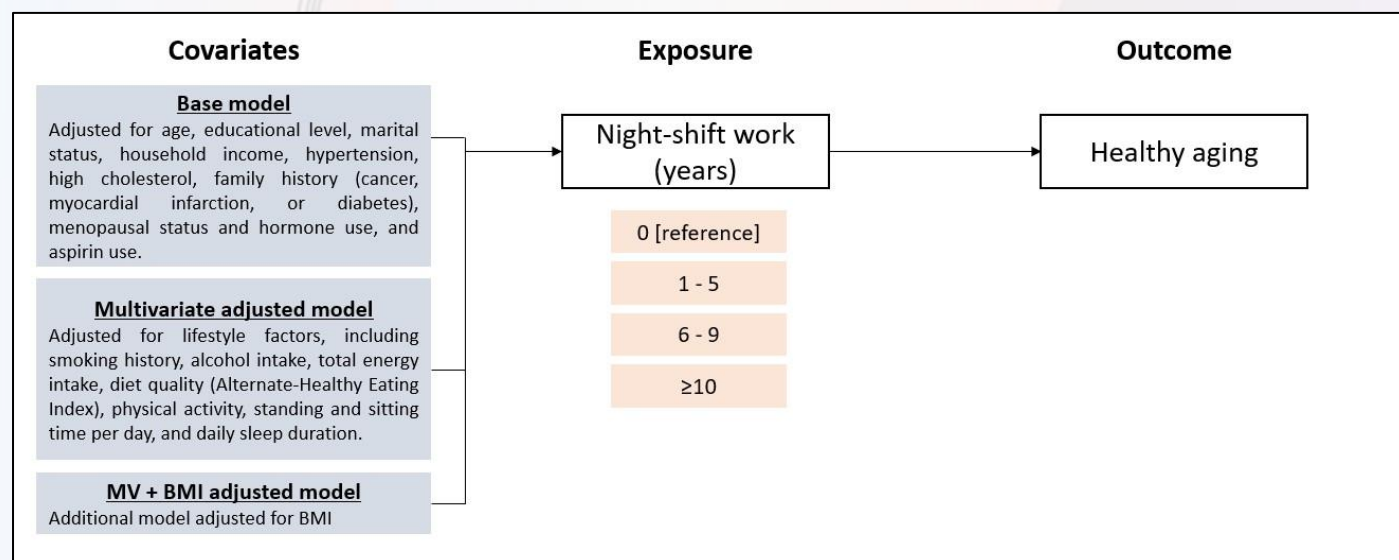 Covariates
Exposure
Outcome
Base model
Adjusted for age, educational level, marital
status, household income, hypertension,
high cholesterol, family history (cancer,
myocardial infarction, or diabetes),
menopausal status and hormone use, and
aspirin use.
Multivariate adjusted model
Adjusted for lifestyle factors, including
smoking history, alcohol intake, total energy
intake, diet quality (Alternate-Healthy Eating
Index), physical activity, standing and sitting
time per day, and daily sleep duration.
MV + BMI adjusted model
Additional model adjusted for BMI
Night-shift work
(years)
0 [reference]
1 - 5
6 - 9
≥10
Healthy aging